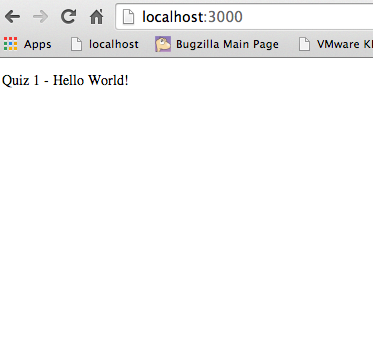 localhost:3000
Apps localhost Bugzilla Main Page VMware
Quiz 1 - Hello World!